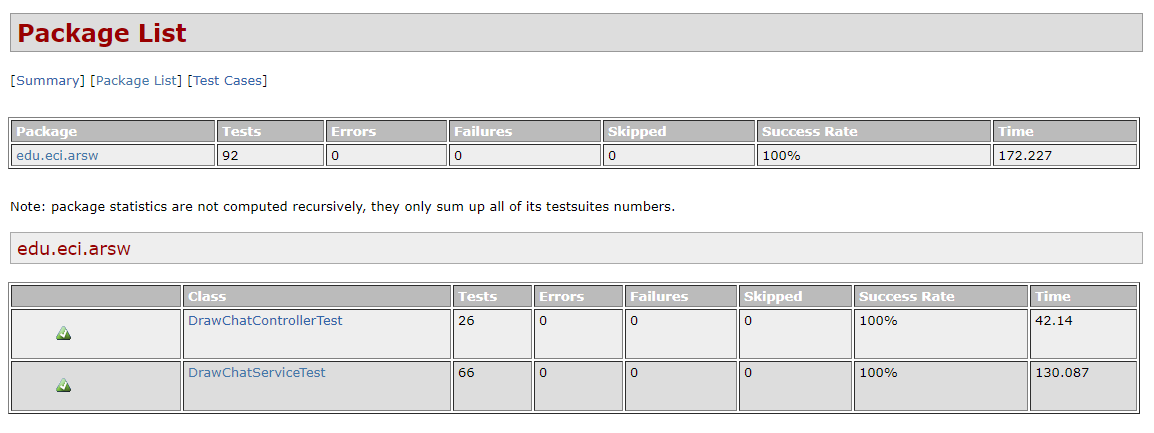 Package List
[Summary] [Package List] [Test Cases]
Package Tests Errors Failures Skipped Success Rate Time
edu.eci.arsw 92 0 0 0 100% 172.227
Note: package statistics are not computed recursively, they only sum up all of its testsuites numbers.
edu.eci.arsw
Class Tests Errors Failures Skipped Success Rate Time
DrawChatControllerTest 26 0 0 0 100% 42.14
DrawChatServiceTest 66 0 0 0 100% 130.087